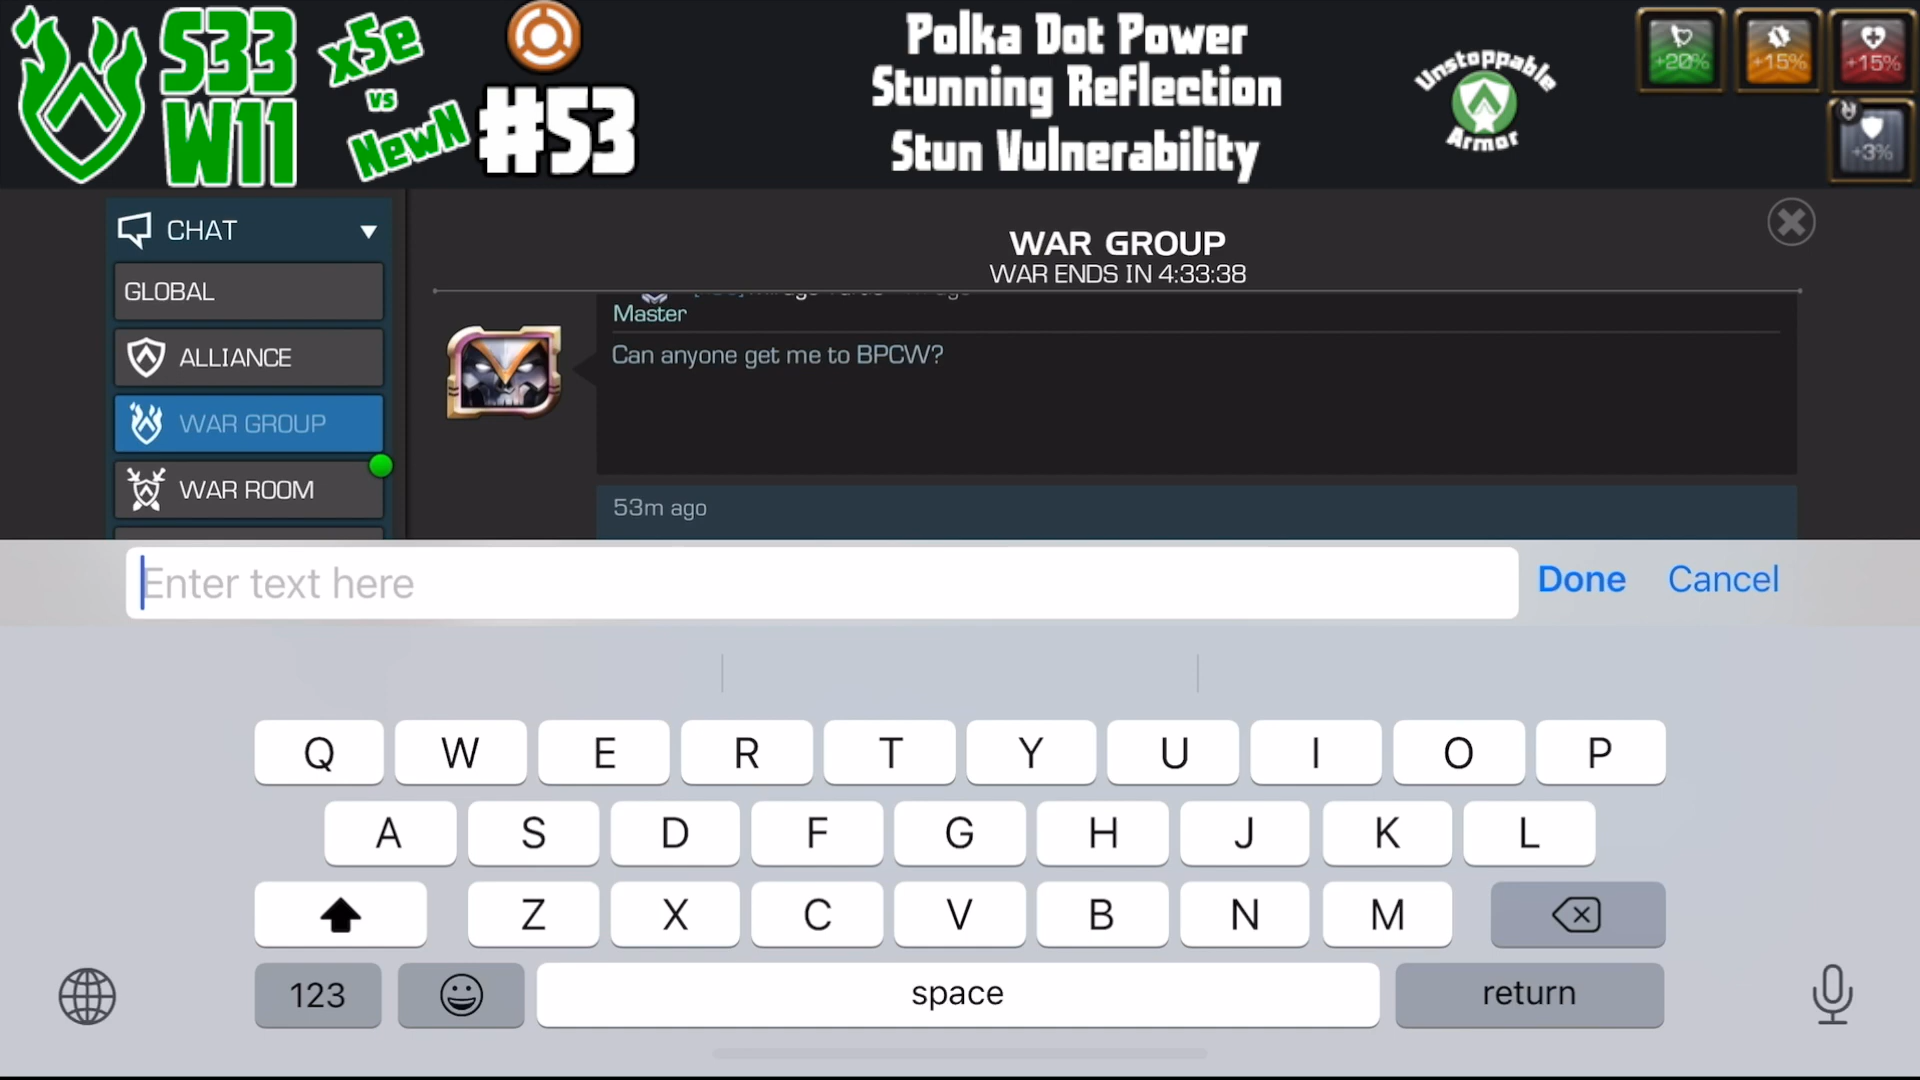 S33
W11
x5e
vs
NewN
#53
Polka Dot Power
Stunning Reflection
Stun Vulnerability
Unstoppable
Armor
+20%
+15%
+15%
+3%
CHAT
GLOBAL
ALLIANCE
WAR GROUP
WAR ROOM
WAR GROUP
WAR ENDS IN 4:33:38
Master
Can anyone get me to BPCW?
53m ago
Enter text here
Done
Cancel
Q W E R T Y U I O P
A S D F G H J K L
Z X C V B N M
123
space
return